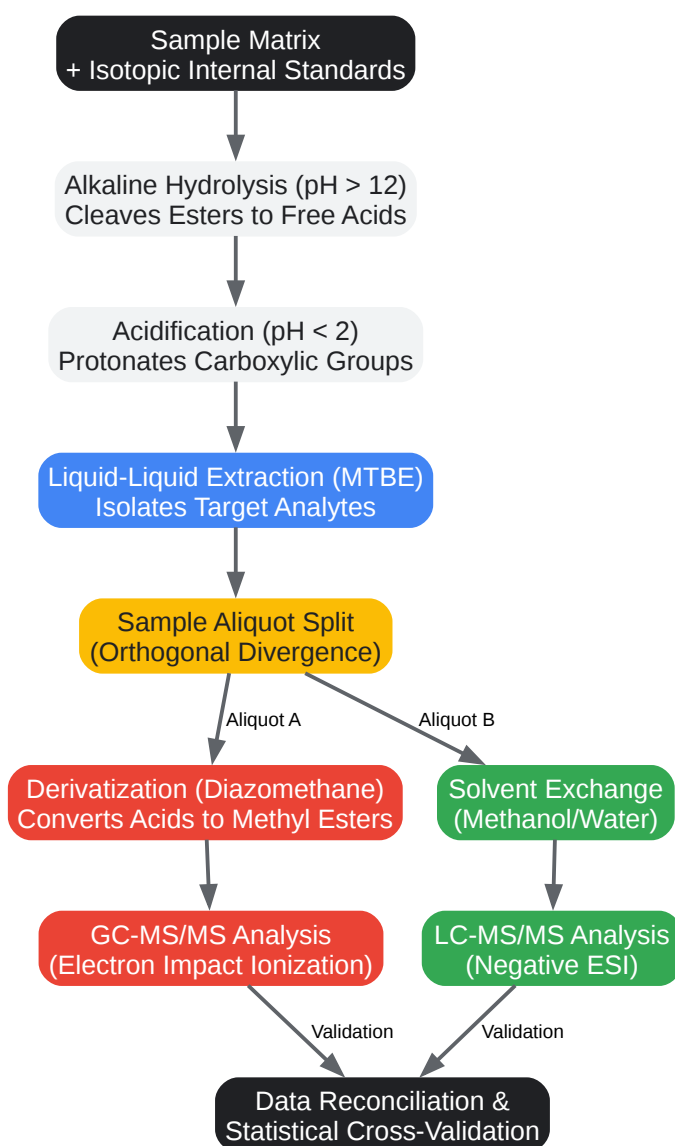 Sample Matrix
+ Isotopic Internal Standards
Alkaline Hydrolysis (pH > 12)
Cleaves Esters to Free Acids
Acidification (pH < 2)
Protonates Carboxylic Groups
Liquid-Liquid Extraction (MTBE)
Isolates Target Analytes
Sample Aliquot Split
(Orthogonal Divergence)
Aliquot A
Aliquot B
Derivatization (Diazomethane)
Converts Acids to Methyl Esters
Solvent Exchange
(Methanol/Water)
GC-MS/MS Analysis
(Electron Impact Ionization)
LC-MS/MS Analysis
(Negative ESI)
Validation
Validation
Data Reconciliation &
Statistical Cross-Validation